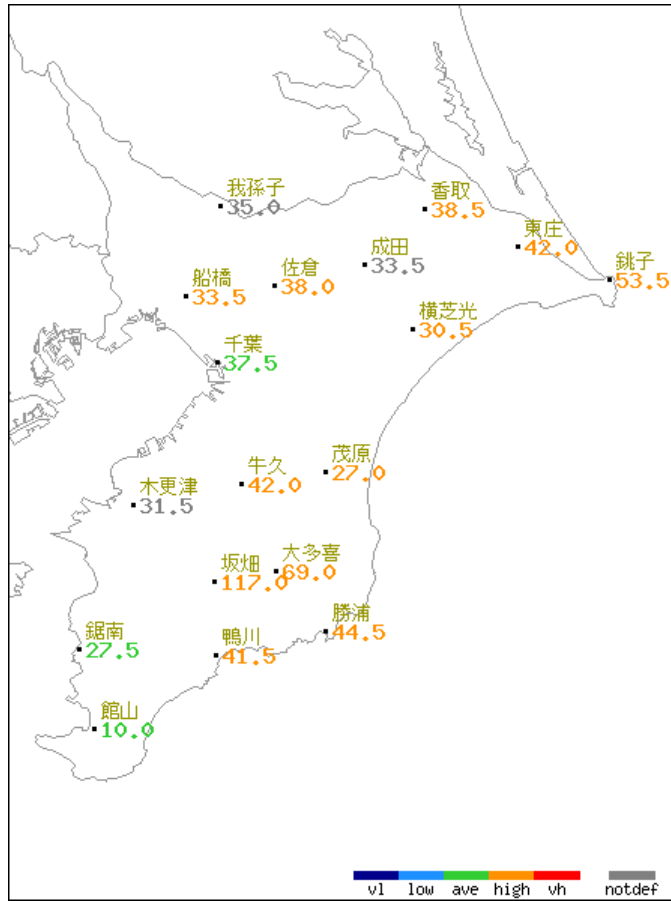 我孫子
35.0
香取
38.5
東庄
42.0
成田
33.5
銚子
53.5
佐倉
38.0
船橋
33.5
横芝光
30.5
千葉
37.5
茂原
27.0
牛久
42.0
木更津
31.5
大多喜
69.0
坂畑
117.0
勝浦
44.5
鋸南
27.5
鴨川
41.5
館山
10.0
vl low ave high vh notdef